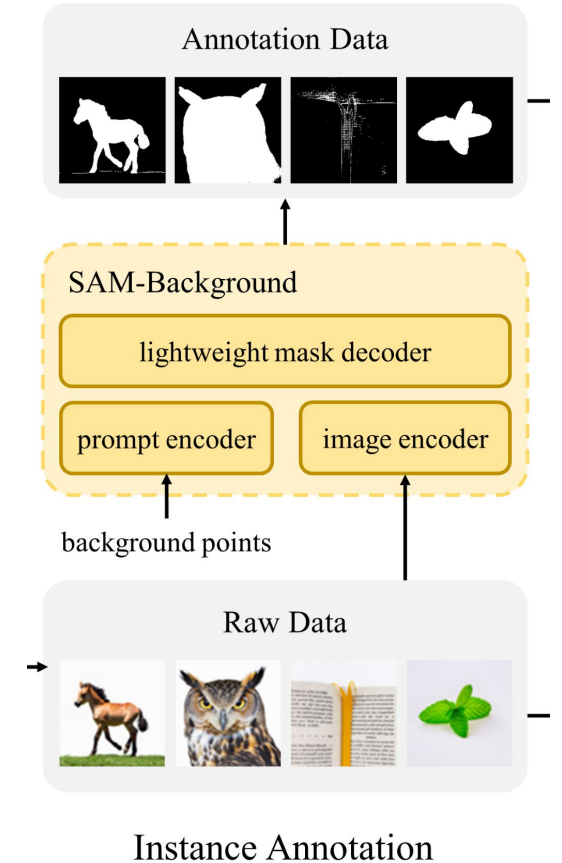 Annotation Data
SAM-Background
lightweight mask decoder
prompt encoder
image encoder
background points
Raw Data
Instance Annotation